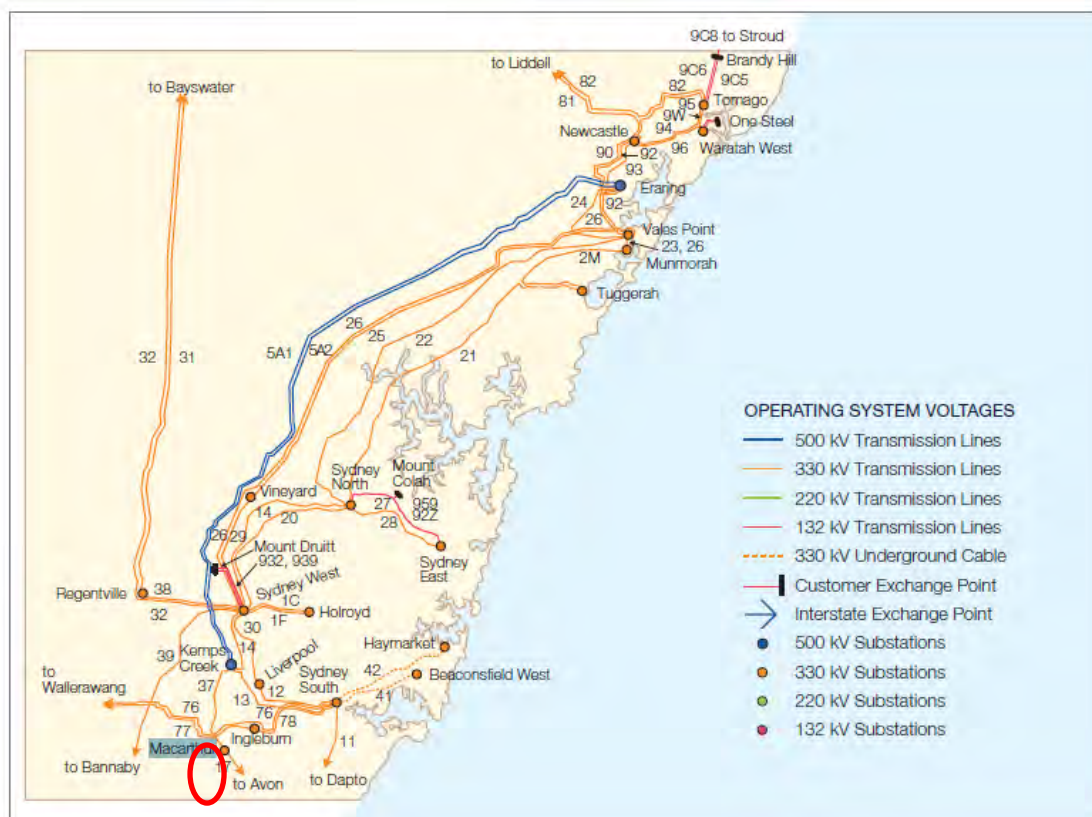 9C8 to Stroud
Brandy Hill
to Liddell
82
9C6
9C5
to Bayswater
82
81
95
Tomago
9W
One Steel
Newcastle
94
96
Waratah West
90
92
93
Eraring
24
92
26
Vales Point
23, 26
2M
Munmorah
Tuggerah
26
25
22
21
5A1
5A2
32
31
OPERATING SYSTEM VOLTAGES
500 kV Transmission Lines
330 kV Transmission Lines
220 kV Transmission Lines
132 kV Transmission Lines
330 kV Underground Cable
Customer Exchange Point
Interstate Exchange Point
500 kV Substations
330 kV Substations
220 kV Substations
132 kV Substations
Sydney
North
Mount
Colah
Vineyard
14
20
27
28
959
92Z
26
29
Mount Druitt
932, 939
Sydney
East
Sydney West
Regentville
38
32
1C
1F
Holroyd
30
Haymarket
39
Kemps
Creek
14
Liverpool
Sydney
South
42
Beaconsfield West
41
to
Wallerawang
37
13
12
76
76
78
77
Ingleburn
11
Macarthur
17
to Bannaby
to Avon
to Dapto